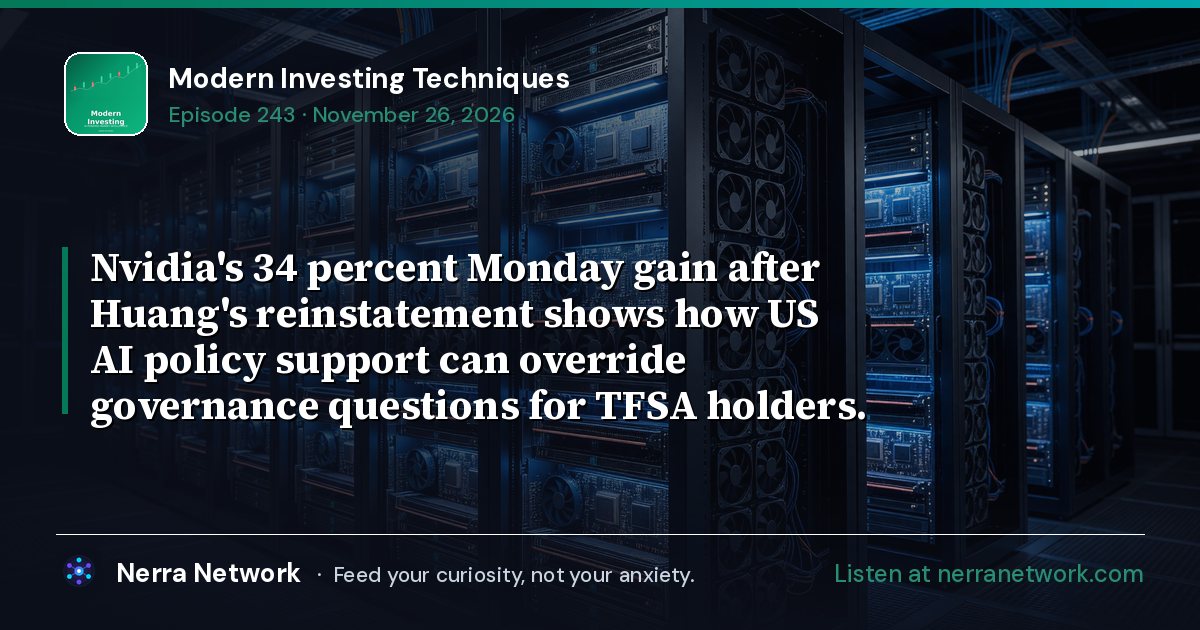 Modern Investing Techniques
Episode 243 · November 26, 2026
Modern
Investing
Nvidia's 34 percent Monday gain after
Huang's reinstatement shows how US
AI policy support can override
governance questions for TFSA holders.
Nerra Network · Feed your curiosity, not your anxiety.
Listen at nerranetwork.com